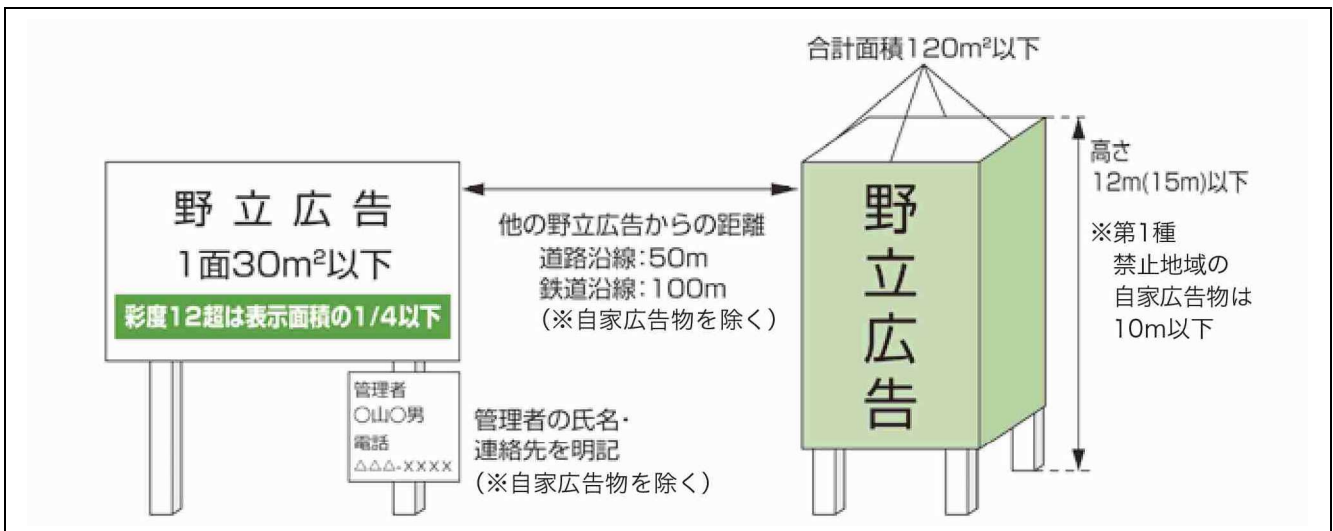 合計面積120m²以下
野立広告
1面30m²以下
彩度12超は表示面積の1/4以下
管理者
〇山〇男
電話
△△△-××××
他の野立広告からの距離
道路沿線:50m
鉄道沿線:100m
(※自家広告物を除く)
管理者の氏名・
連絡先を明記
(※自家広告物を除く)
野立広告
高さ
12m(15m)以下
※第1種
禁止地域の
自家広告物は
10m以下